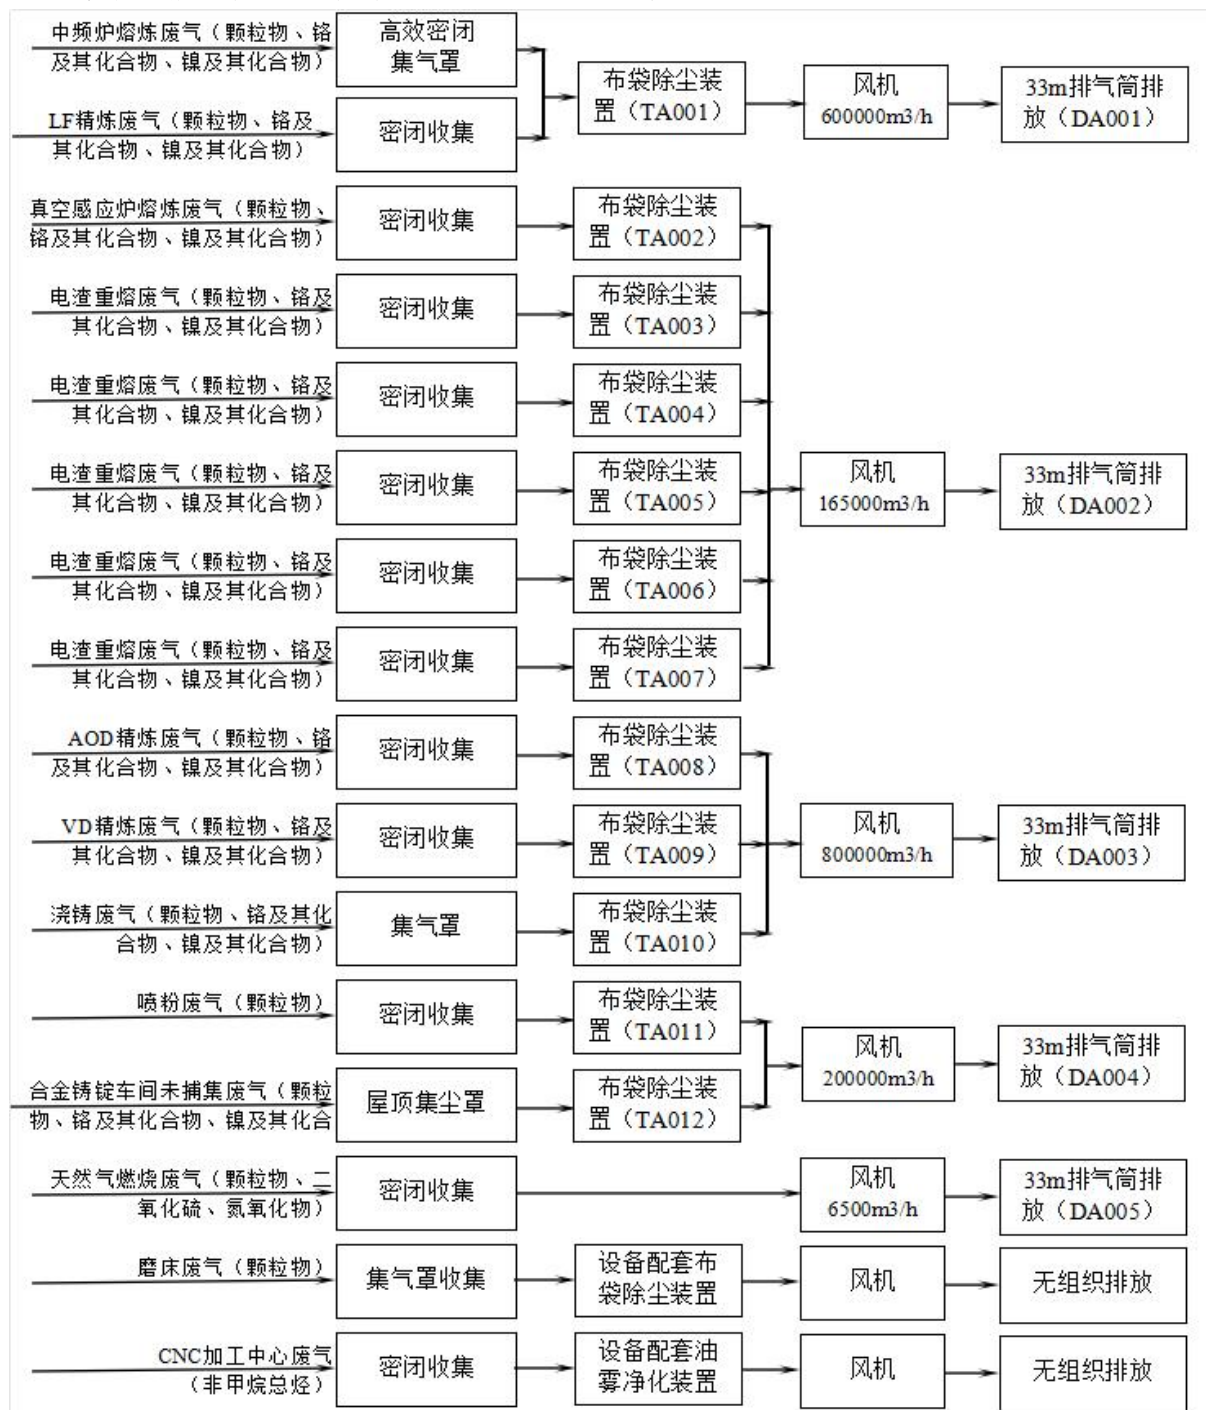 中频炉熔炼废气（颗粒物、铬
及其化合物、镍及其化合物）
高效密闭
集气罩
LF精炼废气（颗粒物、铬及
其化合物、镍及其化合物）
密闭收集
布袋除尘装
置（TA001）
风机
600000m3/h
33m排气筒排
放（DA001）
真空感应炉熔炼废气（颗粒物、
铬及其化合物、镍及其化合物）
密闭收集
布袋除尘装
置（TA002）
电渣重熔废气（颗粒物、铬及
其化合物、镍及其化合物）
密闭收集
布袋除尘装
置（TA003）
电渣重熔废气（颗粒物、铬及
其化合物、镍及其化合物）
密闭收集
布袋除尘装
置（TA004）
电渣重熔废气（颗粒物、铬及
其化合物、镍及其化合物）
密闭收集
布袋除尘装
置（TA005）
风机
165000m3/h
33m排气筒排
放（DA002）
电渣重熔废气（颗粒物、铬及
其化合物、镍及其化合物）
密闭收集
布袋除尘装
置（TA006）
电渣重熔废气（颗粒物、铬及
其化合物、镍及其化合物）
密闭收集
布袋除尘装
置（TA007）
AOD精炼废气（颗粒物、铬
及其化合物、镍及其化合物）
密闭收集
布袋除尘装
置（TA008）
VD精炼废气（颗粒物、铬及
其化合物、镍及其化合物）
密闭收集
布袋除尘装
置（TA009）
风机
800000m3/h
33m排气筒排
放（DA003）
浇铸废气（颗粒物、铬及其化
合物、镍及其化合物）
集气罩
布袋除尘装
置（TA010）
喷粉废气（颗粒物）
密闭收集
布袋除尘装
置（TA011）
风机
200000m3/h
33m排气筒排
放（DA004）
合金铸锭车间未捕集废气（颗粒
物、铬及其化合物、镍及其化合
屋顶集尘罩
布袋除尘装
置（TA012）
天然气燃烧废气（颗粒物、二
氧化硫、氮氧化物）
密闭收集
风机
6500m3/h
33m排气筒排
放（DA005）
磨床废气（颗粒物）
集气罩收集
设备配套布
袋除尘装置
风机
无组织排放
CNC加工中心废气
（非甲烷总烃）
密闭收集
设备配套油
雾净化装置
风机
无组织排放